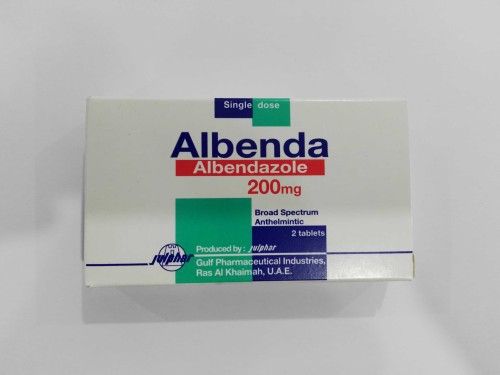 Single dose
Albenda
Albendazole
200mg
Broad Spectrum
Anthelmintic
2 tablets
Produced by : julphar
julphar
Gulf Pharmaceutical Industries,
Ras Al Khaimah, U.A.E.